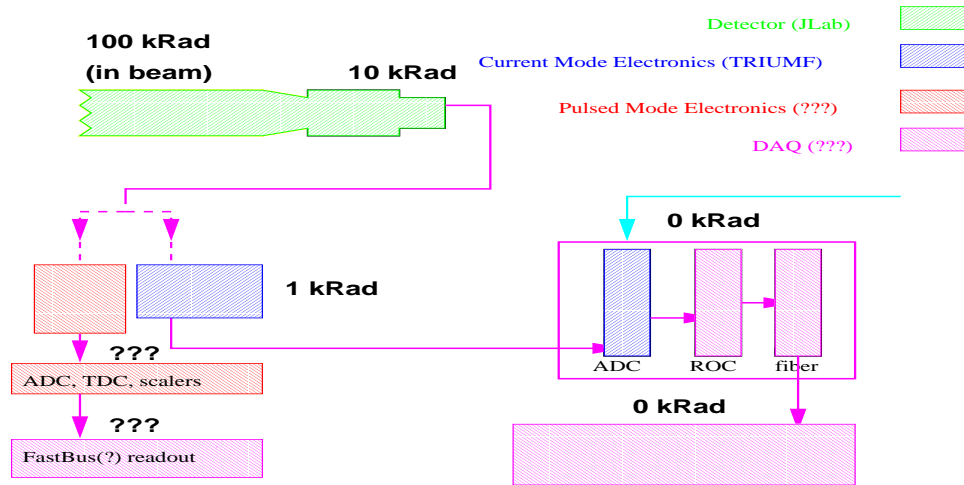 100 kRad
(in beam)
10 kRad
Detector (JLab)
Current Mode Electronics (TRIUMF)
Pulsed Mode Electronics (???)
DAQ (???)
0 kRad
1 kRad
???
ADC, TDC, scalers
ADC
ROC
fiber
???
0 kRad
FastBus(?) readout